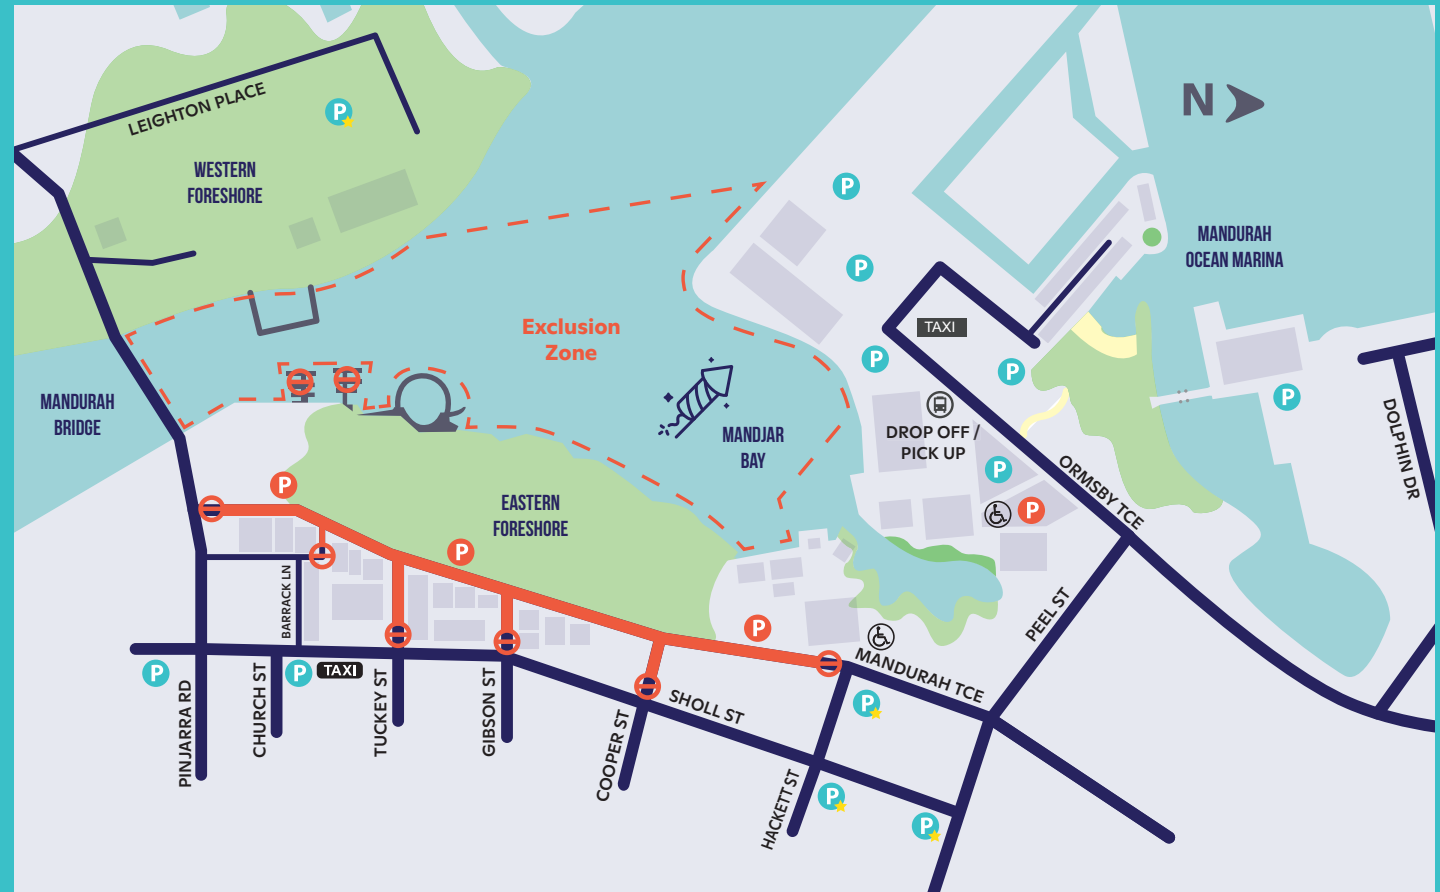 LEIGHTON PLACE
P
WESTERN
FORESHORE
N
P
MANDURAH
OCEAN MARINA
P
Exclusion
Zone
TAXI
P
P
P
MANDURAH
BRIDGE
DROP OFF /
PICK UP
MANDJAR
BAY
DOLPHIN DR
P
ORMSBY TCE
P
P
EASTERN
FORESHORE
P
BARRACK LN
PEEL ST
P
P
P
TAXI
MANDURAH TCE
PINJARRA RD
CHURCH ST
TUCKEY ST
GIBSON ST
COOPER ST
SHOLL ST
P
HACKETT ST
P
P